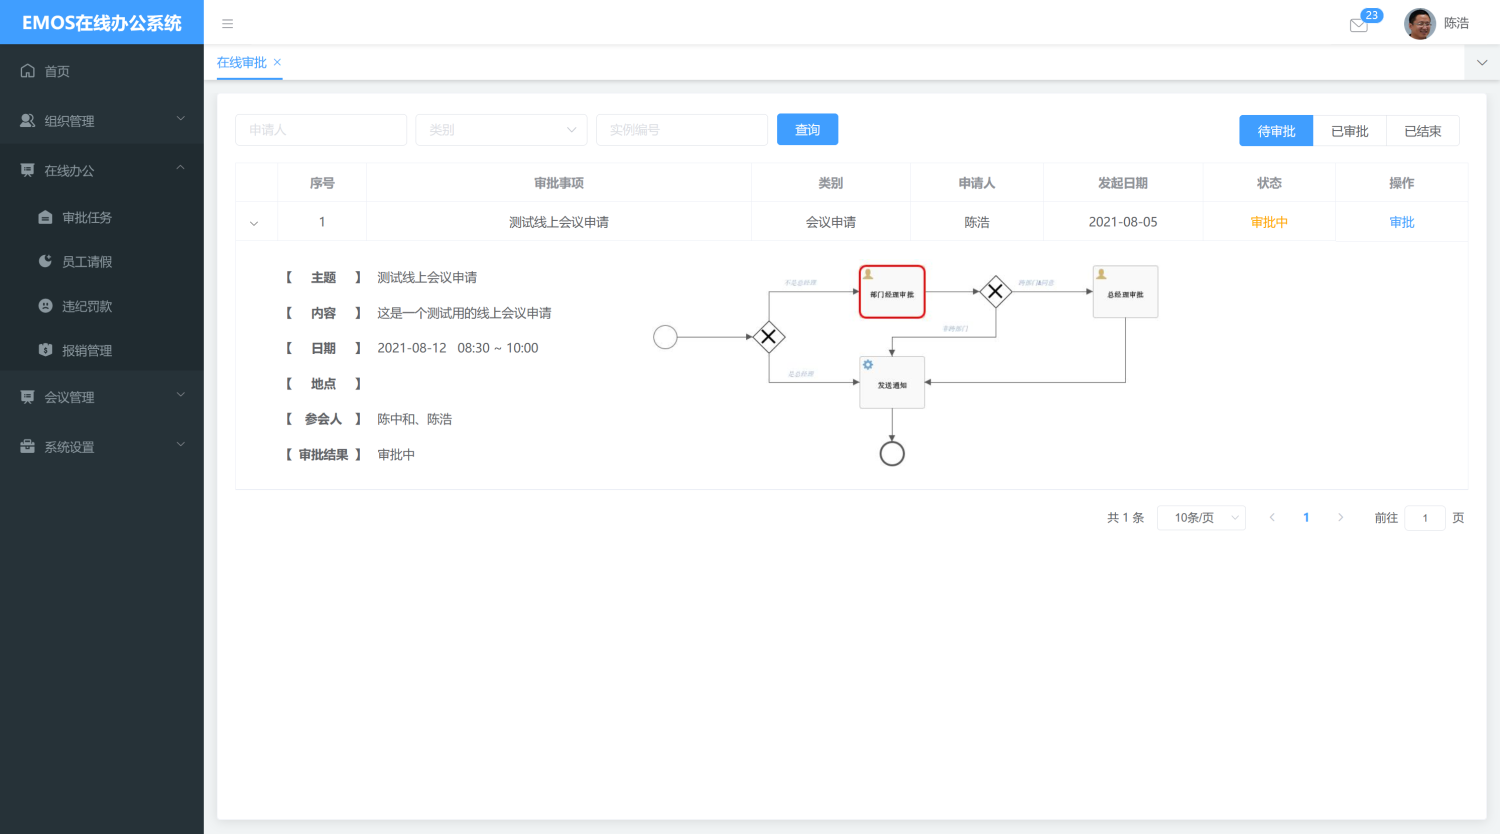 EMOS在线办公系统
23
陈浩
首页
组织管理
在线办公
审批任务
员工请假
违纪罚款
报销管理
会议管理
系统设置
在线审批
申请人
类别
实例编号
查询
待审批
已审批
已结束
序号 审批事项 类别 申请人 发起日期 状态 操作
1 测试线上会议申请 会议申请 陈浩 2021-08-05 审批中 审批
【 主题 】 测试线上会议申请
【 内容 】 这是一个测试用的线上会议申请
【 日期 】 2021-08-12 08:30 ~ 10:00
【 地点 】
【 参会人 】 陈中和、陈浩
【 审批结果 】 审批中
不是总经理
部门经理审批
跨部门&同意
总经理审批
非跨部门
是总经理
发送通知
共 1 条
10条/页
1
前往 1 页